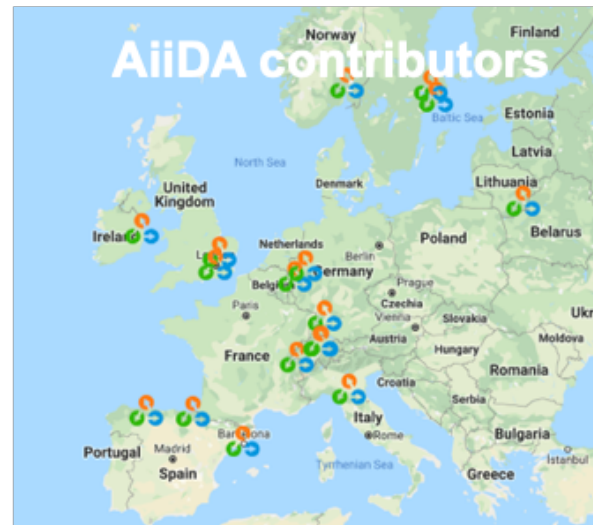 Norway
Finland
AiiDA contributors
Baltic Sea
Estonia
Latvia
North Sea
Lithuania
Denmark
United
Kingdom
Belarus
Ireland
Netherlands
Berlin
Poland
Germany
Prague
Czechia
Paris
Vienna
Slovakia
Austria
Moldova
Hungary
France
Romania
Croatia
Serbia
Italy
Barcelona
Bulgaria
Rome
Portugal
Madrid
Istanbul
Spain
Tyrrhenian Sea
Greece